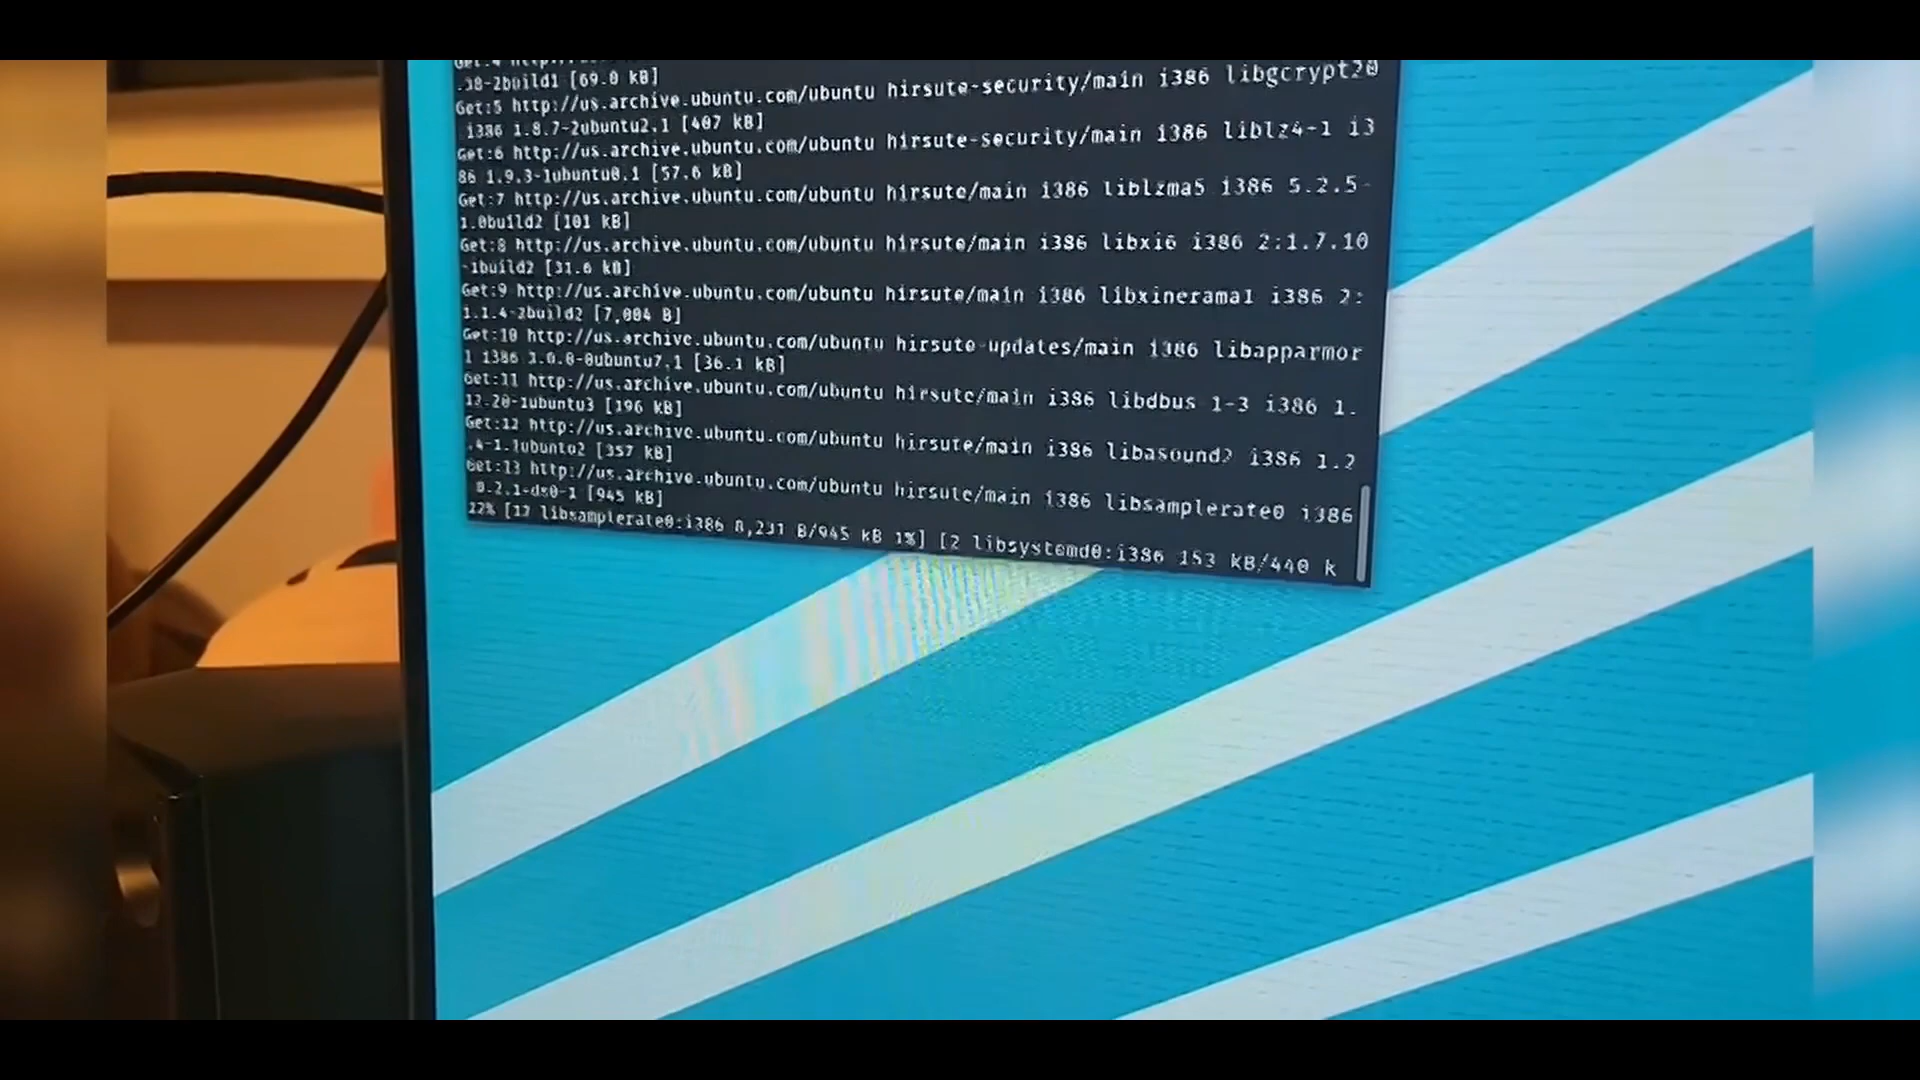 .38-2build1 [69.0 kB]
Get:5 http://us.archive.ubuntu.com/ubuntu hirsute-security/main i386 libgcrypt20
i386 1.8.7-2ubuntu2.1 [407 kB]
Get:6 http://us.archive.ubuntu.com/ubuntu hirsute-security/main i386 liblz4-1 i3
86 1.9.3-1ubuntu0.1 [57.6 kB]
Get:7 http://us.archive.ubuntu.com/ubuntu hirsute/main i386 liblzma5 i386 5.2.5-
1.0build2 [101 kB]
Get:8 http://us.archive.ubuntu.com/ubuntu hirsute/main i386 libxi6 i386 2:1.7.10
-1build2 [31.6 kB]
Get:9 http://us.archive.ubuntu.com/ubuntu hirsute/main i386 libxinerama1 i386 2:
1.1.4-2build2 [7,004 B]
Get:10 http://us.archive.ubuntu.com/ubuntu hirsute-updates/main i386 libapparmor
1 i386 3.0.0-0ubuntu7.1 [36.1 kB]
Get:11 http://us.archive.ubuntu.com/ubuntu hirsute/main i386 libdbus-1-3 i386 1.
12.20-1ubuntu3 [196 kB]
Get:12 http://us.archive.ubuntu.com/ubuntu hirsute/main i386 libasound2 i386 1.2
.4-1.1ubuntu2 [357 kB]
Get:13 http://us.archive.ubuntu.com/ubuntu hirsute/main i386 libsamplerate0 i386
0.2.1-ds0-1 [945 kB]
22% [13 libsamplerate0:i386 8,231 B/945 kB 1%] [2 libsystemd0:i386 153 kB/440 k